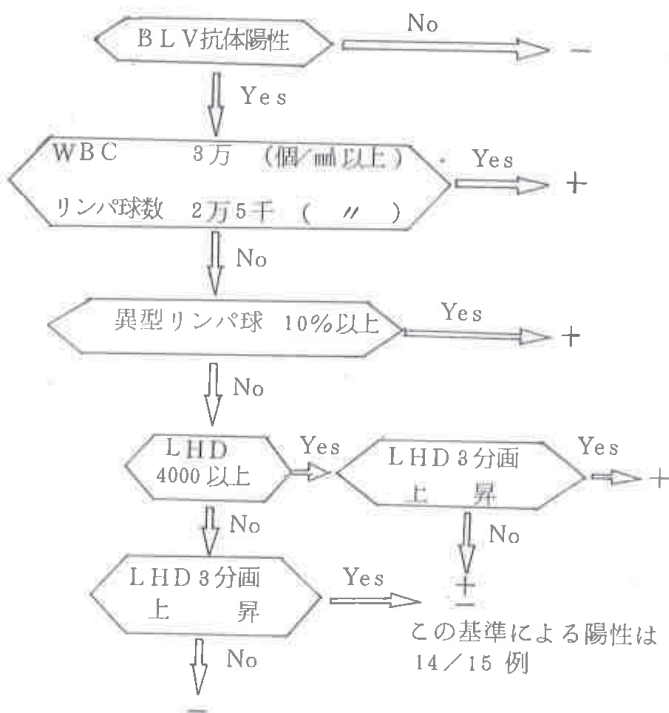 BLV抗体陽性
No
−
Yes
WBC 3万 (個/㎣以上)
Yes
+
リンパ球数 2万5千 ( 〃 )
No
異型リンパ球 10%以上
Yes
+
No
LHD
4000以上
Yes
LHD3分画
上 昇
Yes
+
No
No
LHD3分画
上 昇
Yes
±
この基準による陽性は
14/15例
No
−